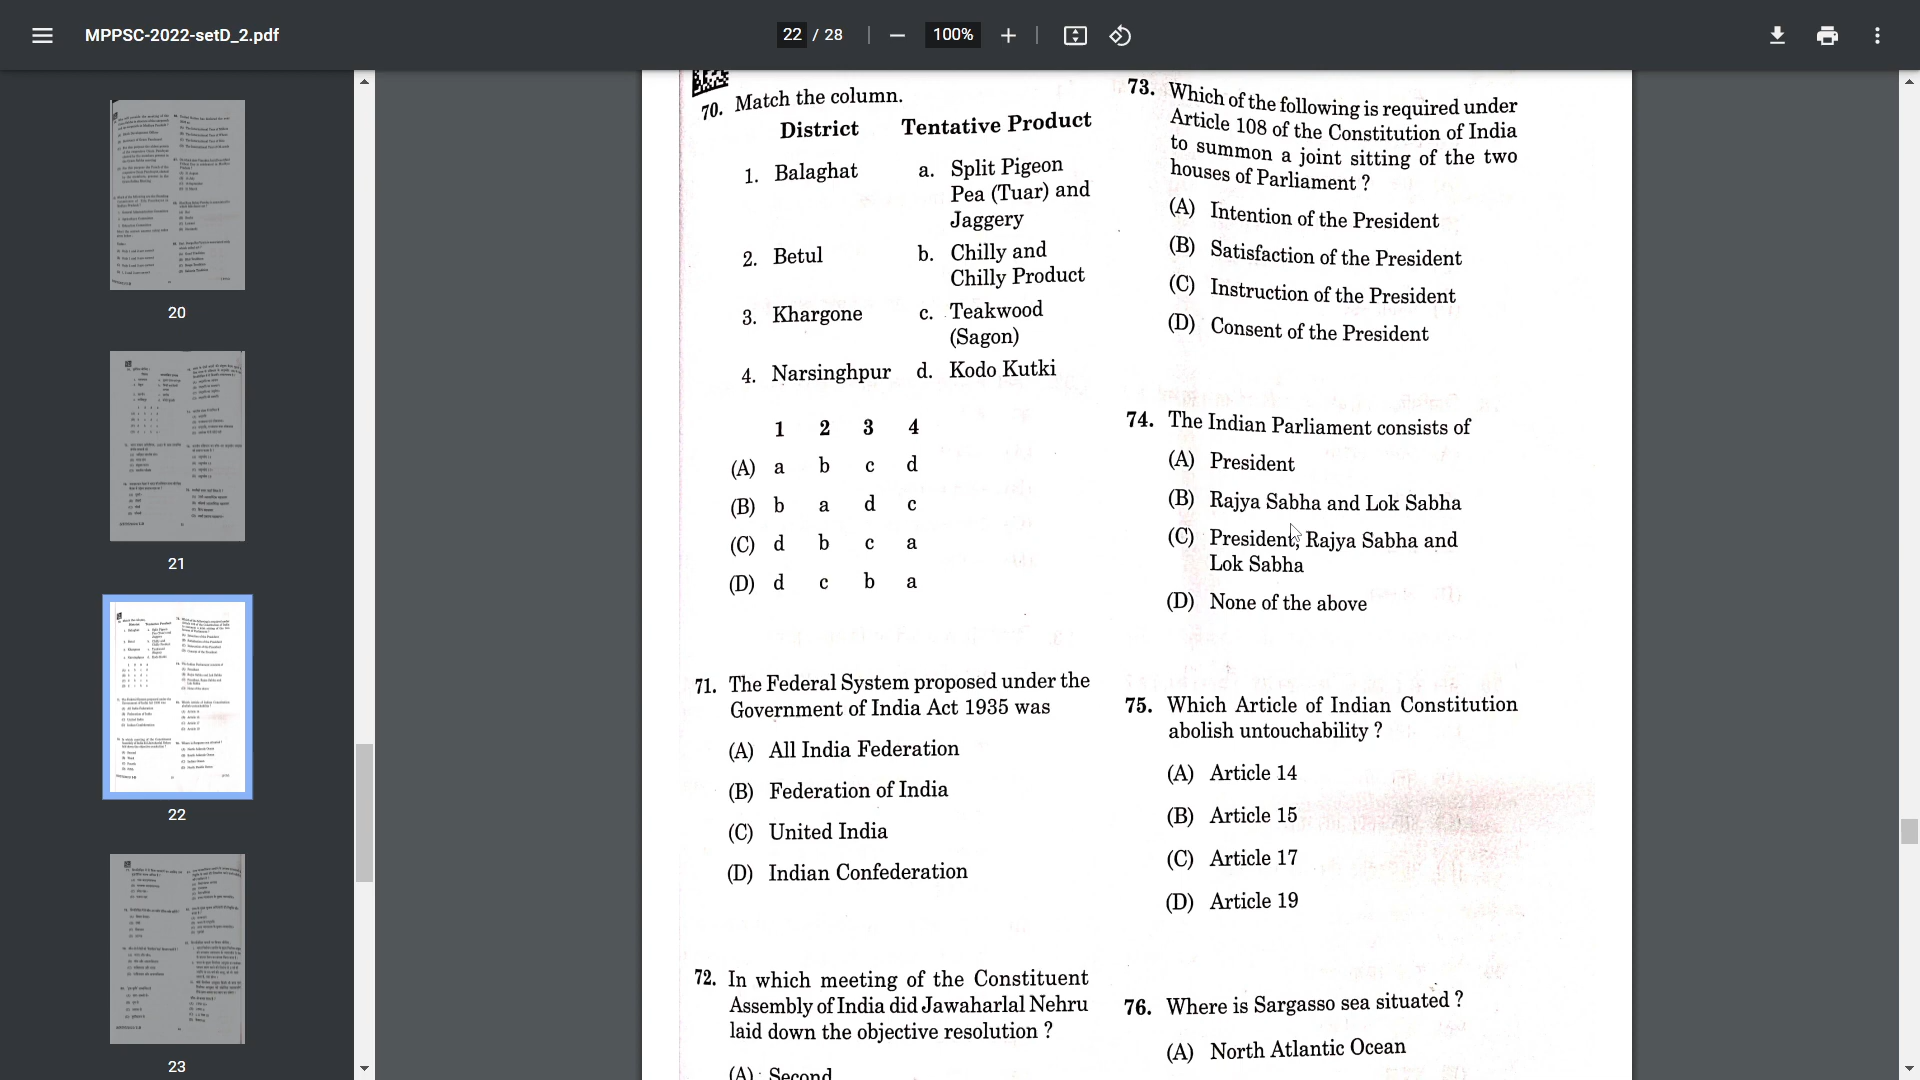 MPPSC-2022-setD_2.pdf
22 / 28
100%
20
21
22
23
70. Match the column.
District Tentative Product
1. Balaghat a. Split Pigeon
Pea (Tuar) and
Jaggery
2. Betul b. Chilly and
Chilly Product
3. Khargone c. Teakwood
(Sagon)
4. Narsinghpur d. Kodo Kutki
1 2 3 4
(A) a b c d
(B) b a d c
(C) d b c a
(D) d c b a
71. The Federal System proposed under the
Government of India Act 1935 was
(A) All India Federation
(B) Federation of India
(C) United India
(D) Indian Confederation
72. In which meeting of the Constituent
Assembly of India did Jawaharlal Nehru
laid down the objective resolution ?
(A) Second
73. Which of the following is required under
Article 108 of the Constitution of India
to summon a joint sitting of the two
houses of Parliament ?
(A) Intention of the President
(B) Satisfaction of the President
(C) Instruction of the President
(D) Consent of the President
74. The Indian Parliament consists of
(A) President
(B) Rajya Sabha and Lok Sabha
(C) President, Rajya Sabha and
Lok Sabha
(D) None of the above
75. Which Article of Indian Constitution
abolish untouchability ?
(A) Article 14
(B) Article 15
(C) Article 17
(D) Article 19
76. Where is Sargasso sea situated ?
(A) North Atlantic Ocean